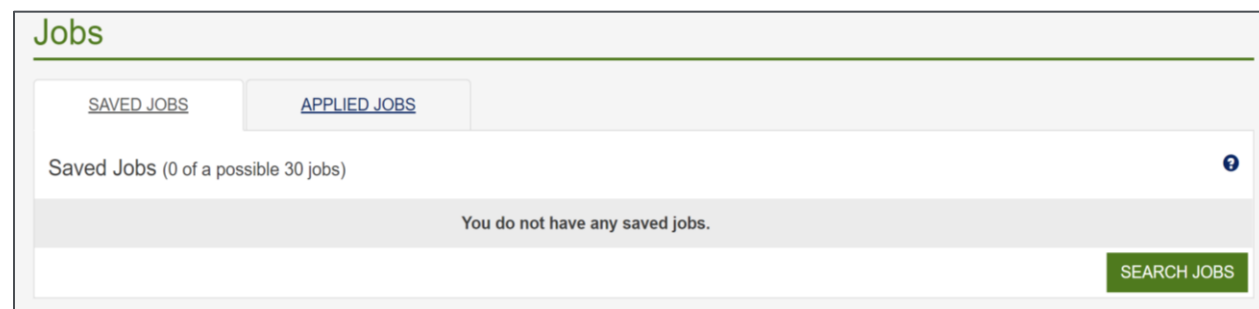 Jobs
SAVED JOBS APPLIED JOBS
Saved Jobs (0 of a possible 30 jobs) ?
You do not have any saved jobs.
SEARCH JOBS